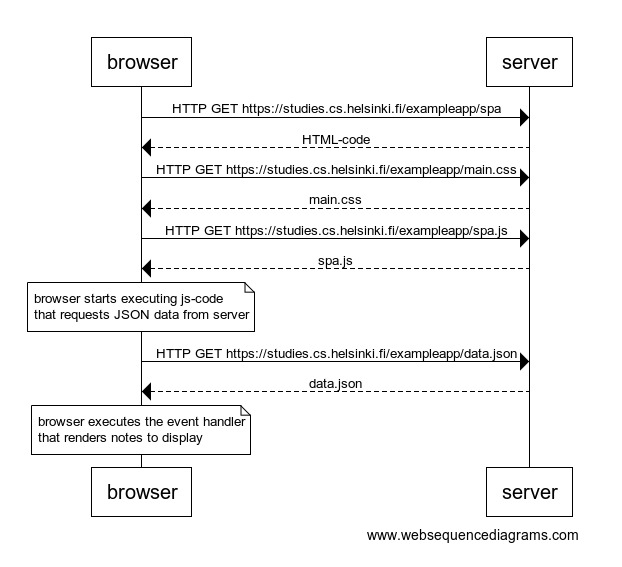 browser
server
HTTP GET https://studies.cs.helsinki.fi/exampleapp/spa
HTML-code
HTTP GET https://studies.cs.helsinki.fi/exampleapp/main.css
main.css
HTTP GET https://studies.cs.helsinki.fi/exampleapp/spa.js
spa.js
browser starts executing js-code
that requests JSON data from server
HTTP GET https://studies.cs.helsinki.fi/exampleapp/data.json
data.json
browser executes the event handler
that renders notes to display
browser
server
www.websequencediagrams.com